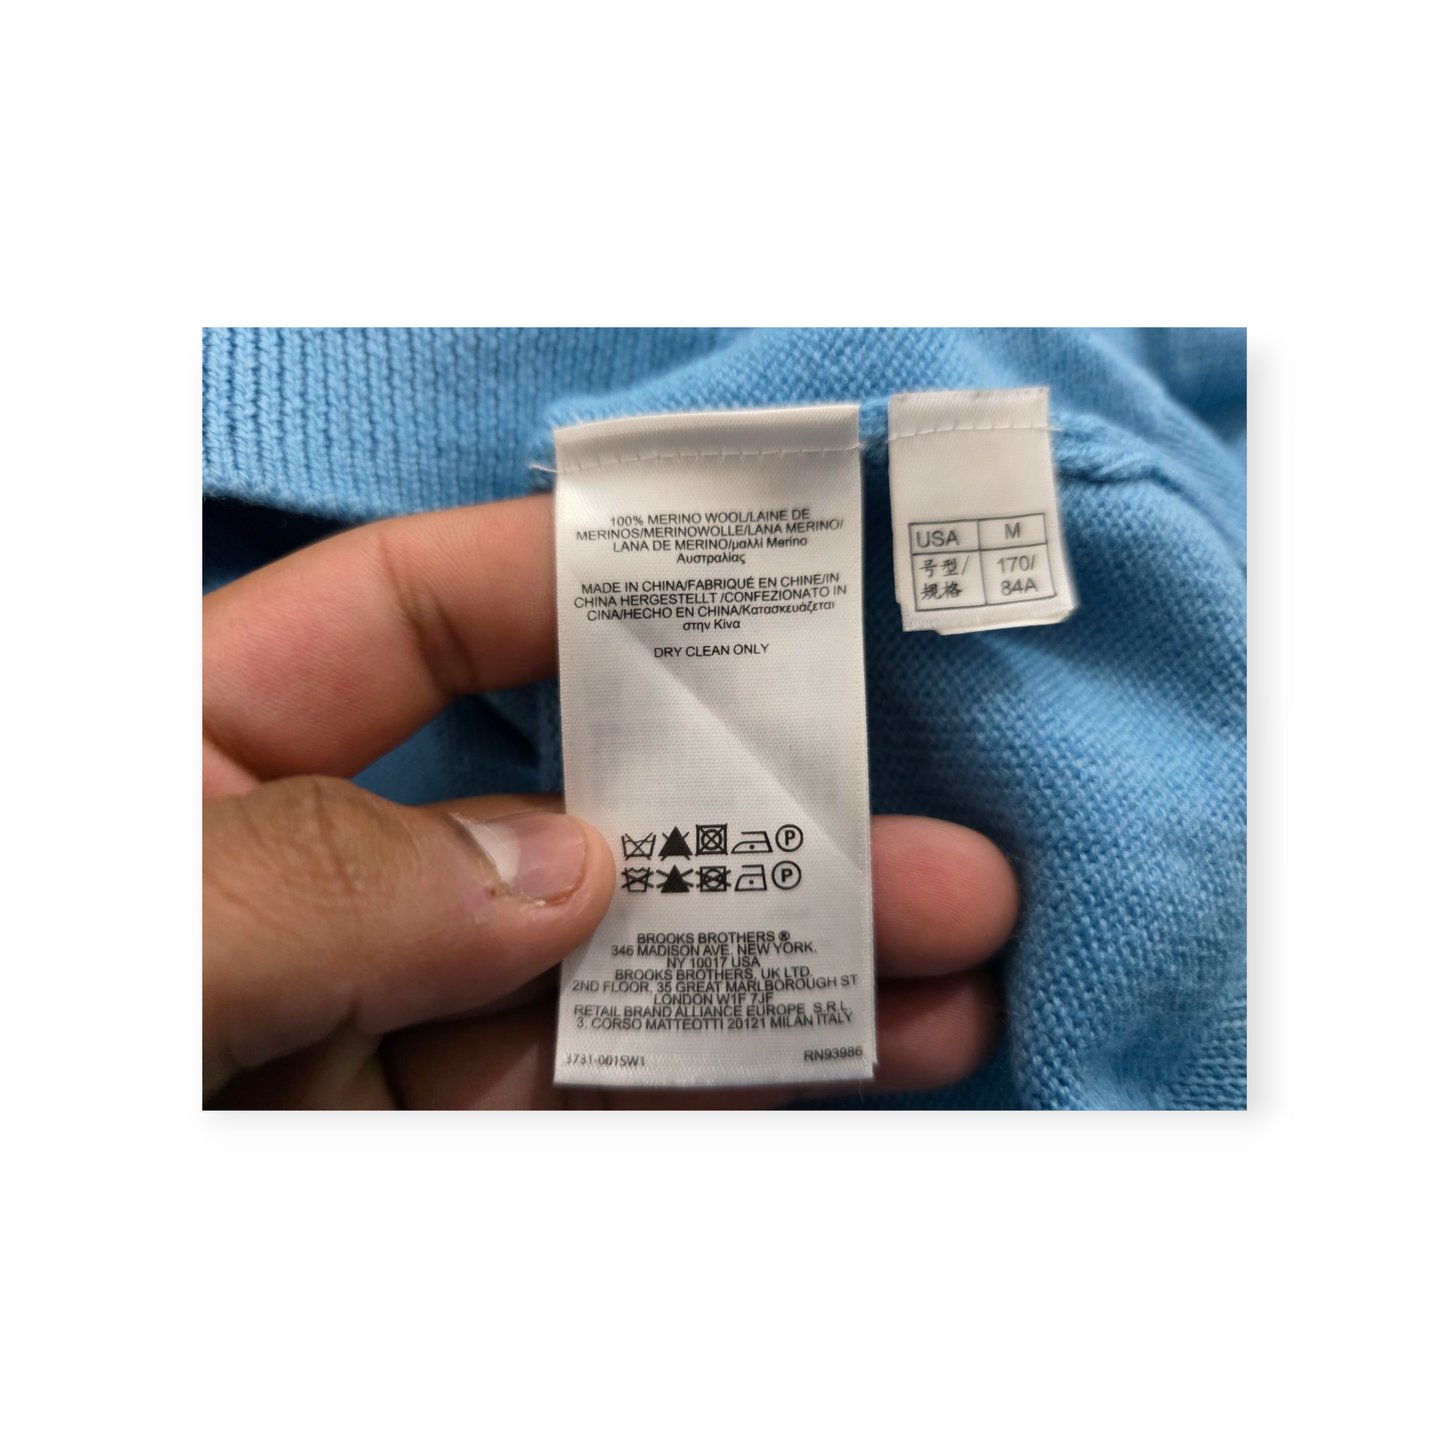 100% MERINO WOOL/LAINE DE
MERINOS/MERINOWOLLE/LANA MERINO/
LANA DE MERINO/μαλλί Merino
Αυστραλίας
MADE IN CHINA/FABRIQUÉ EN CHINE/IN
CHINA HERGESTELLT /CONFEZIONATO IN
CINA/HECHO EN CHINA/Κατασκευάζεται
στην Κίνα
DRY CLEAN ONLY
P
P
BROOKS BROTHERS ®
346 MADISON AVE. NEW YORK.
NY 10017 USA
BROOKS BROTHERS, UK LTD.
2ND FLOOR, 35 GREAT MARLBOROUGH ST
LONDON W1F 7JF
RETAIL BRAND ALLIANCE EUROPE S.R.L.
3. CORSO MATTEOTTI 20121 MILAN ITALY
3731-0015W1 RN93986
USA M
号型/ 170/
规格 84A